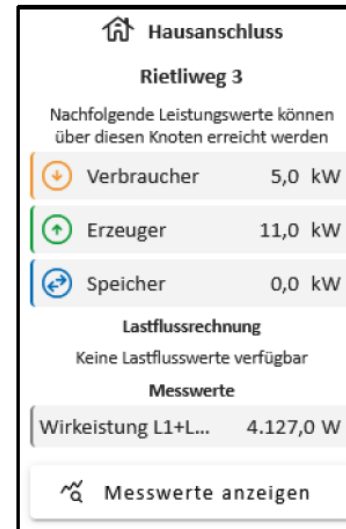 Hausanschluss
Rietliweg 3
Nachfolgende Leistungswerte können
über diesen Knoten erreicht werden
Verbraucher 5,0 kW
Erzeuger 11,0 kW
Speicher 0,0 kW
Lastflussrechnung
Keine Lastflusswerte verfügbar
Messwerte
Wirkeistung L1+L... 4.127,0 W
Messwerte anzeigen